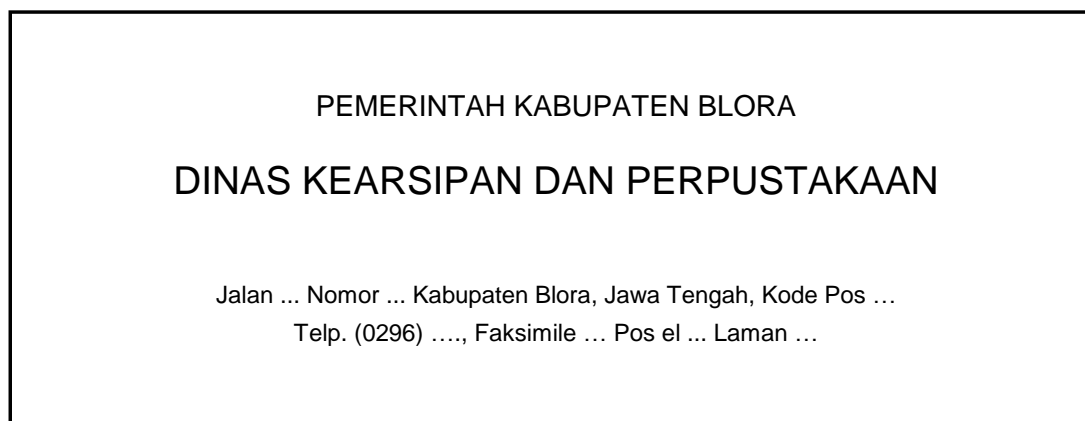 PEMERINTAH KABUPATEN BLORA
DINAS KEARSIPAN DAN PERPUSTAKAAN
Jalan ... Nomor ... Kabupaten Blora, Jawa Tengah, Kode Pos …
Telp. (0296) …., Faksimile … Pos el ... Laman …